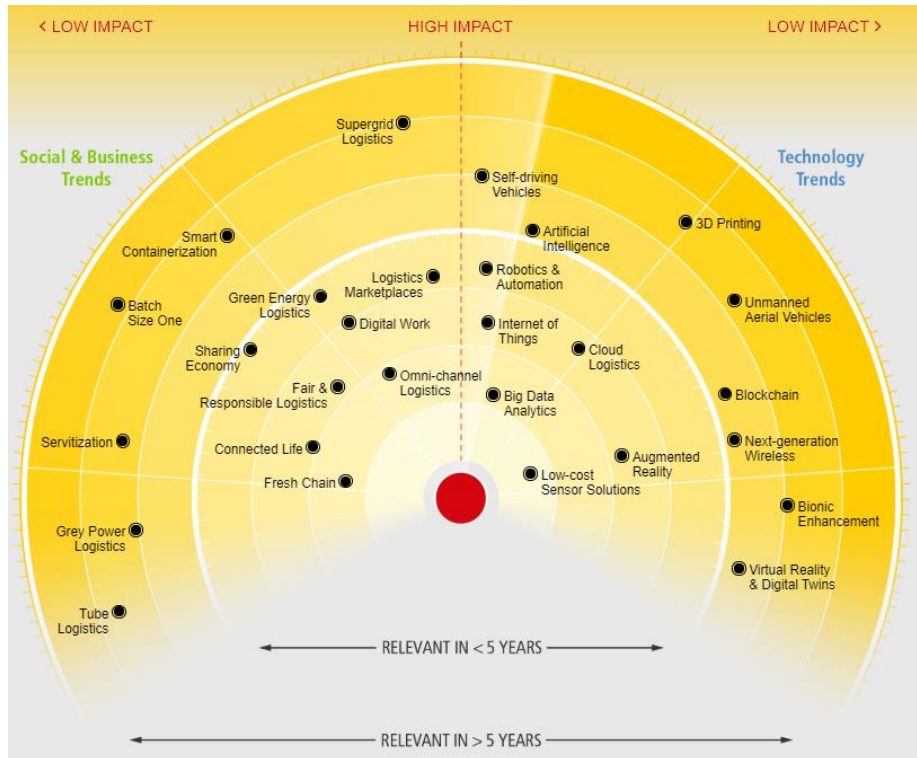 < LOW IMPACT
HIGH IMPACT
LOW IMPACT >
Social & Business
Trends
Technology
Trends
Supergrid
Logistics
Self-driving
Vehicles
Smart
Containerization
Artificial
Intelligence
3D Printing
Logistics
Marketplaces
Robotics &
Automation
Green Energy
Logistics
Batch
Size One
Unmanned
Aerial Vehicles
Digital Work
Internet of
Things
Sharing
Economy
Cloud
Logistics
Fair &
Responsible Logistics
Omni-channel
Logistics
Big Data
Analytics
Blockchain
Servitization
Connected Life
Next-generation
Wireless
Augmented
Reality
Fresh Chain
Low-cost
Sensor Solutions
Grey Power
Logistics
Bionic
Enhancement
Virtual Reality
& Digital Twins
Tube
Logistics
RELEVANT IN < 5 YEARS
RELEVANT IN > 5 YEARS